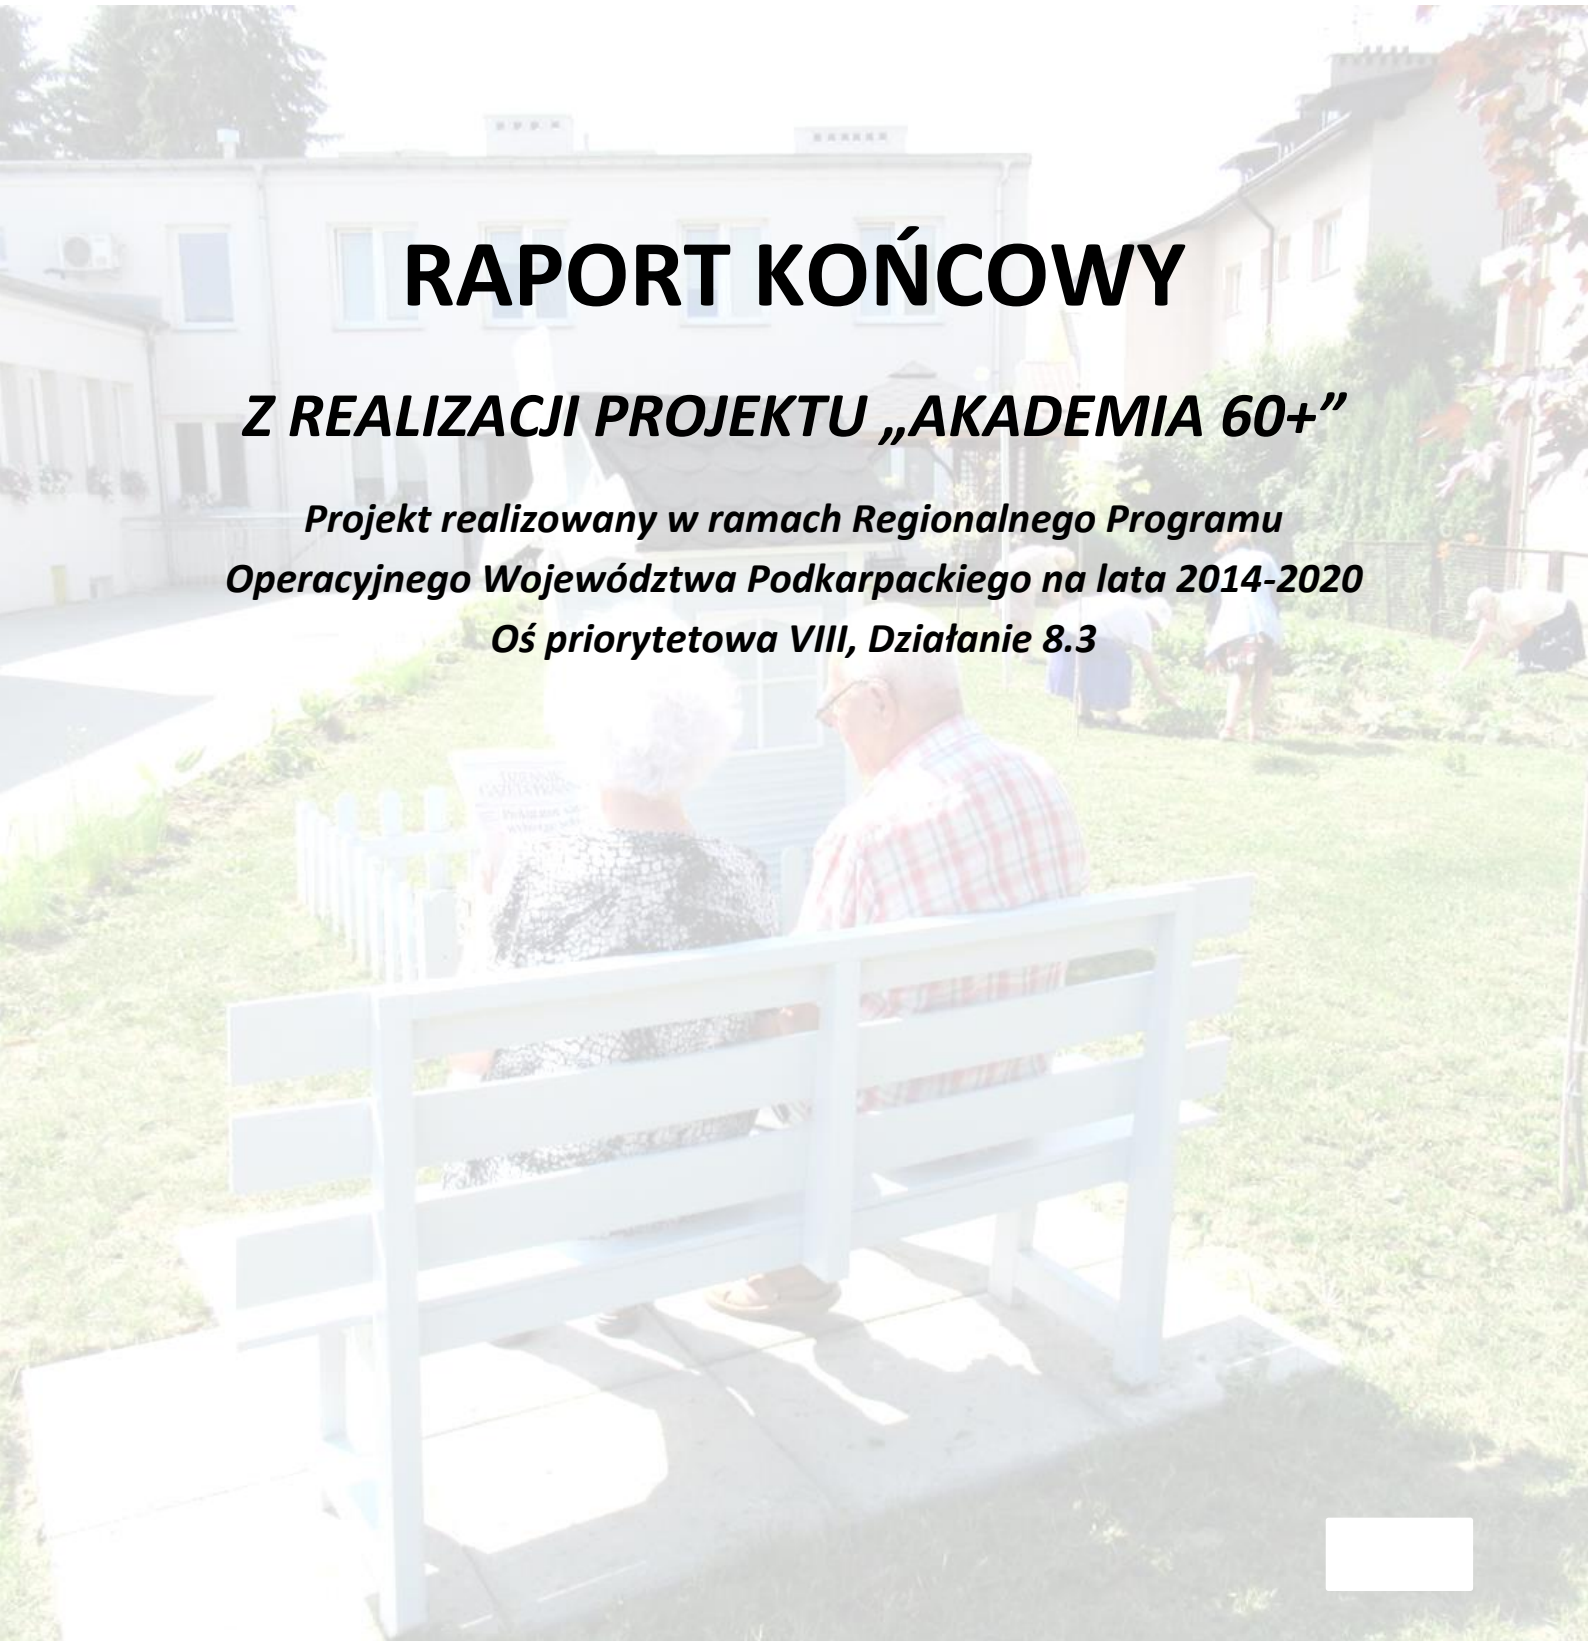 RAPORT KOŃCOWY
Z REALIZACJI PROJEKTU „AKADEMIA 60+”
Projekt realizowany w ramach Regionalnego Programu
Operacyjnego Województwa Podkarpackiego na lata 2014-2020
Oś priorytetowa VIII, Działanie 8.3